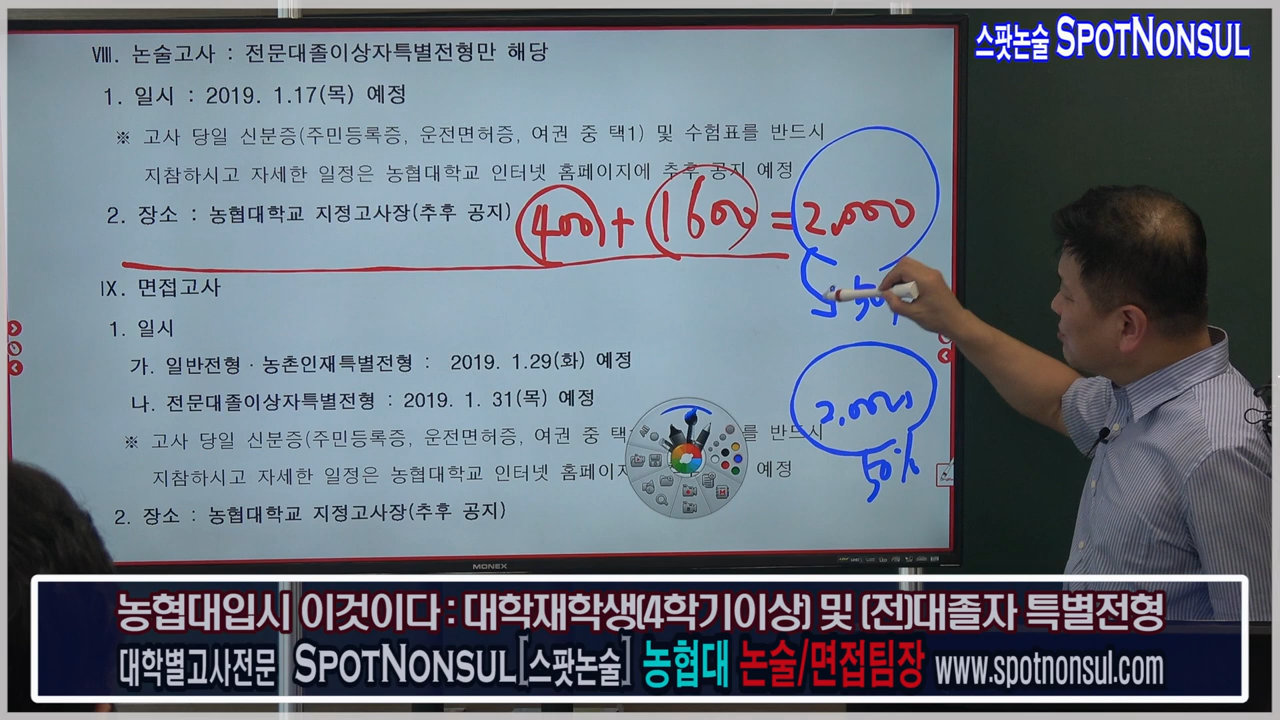 스팟논술 SPOTNONSUL
Ⅷ. 논술고사 : 전문대졸이상자특별전형만 해당
1. 일시 : 2019. 1.17(목) 예정
※ 고사 당일 신분증(주민등록증, 운전면허증, 여권 중 택1) 및 수험표를 반드시
지참하시고 자세한 일정은 농협대학교 인터넷 홈페이지에 추후 공지 예정
2. 장소 : 농협대학교 지정고사장(추후 공지)
400 + 1600 = 2,000
50%
Ⅸ. 면접고사
1. 일시
가. 일반전형 · 농촌인재특별전형 : 2019. 1.29(화) 예정
나. 전문대졸이상자특별전형 : 2019. 1. 31(목) 예정
2,000
※ 고사 당일 신분증(주민등록증, 운전면허증, 여권 중 택 를 반드시
50%
지참하시고 자세한 일정은 농협대학교 인터넷 홈페이지 예정
2. 장소 : 농협대학교 지정고사장(추후 공지)
MONEX
농협대입시 이것이다 : 대학재학생(4학기이상) 및 (전)대졸자 특별전형
대학별고사전문 SPOTNONSUL[스팟논술] 농협대 논술/면접팀장 www.spotnonsul.com